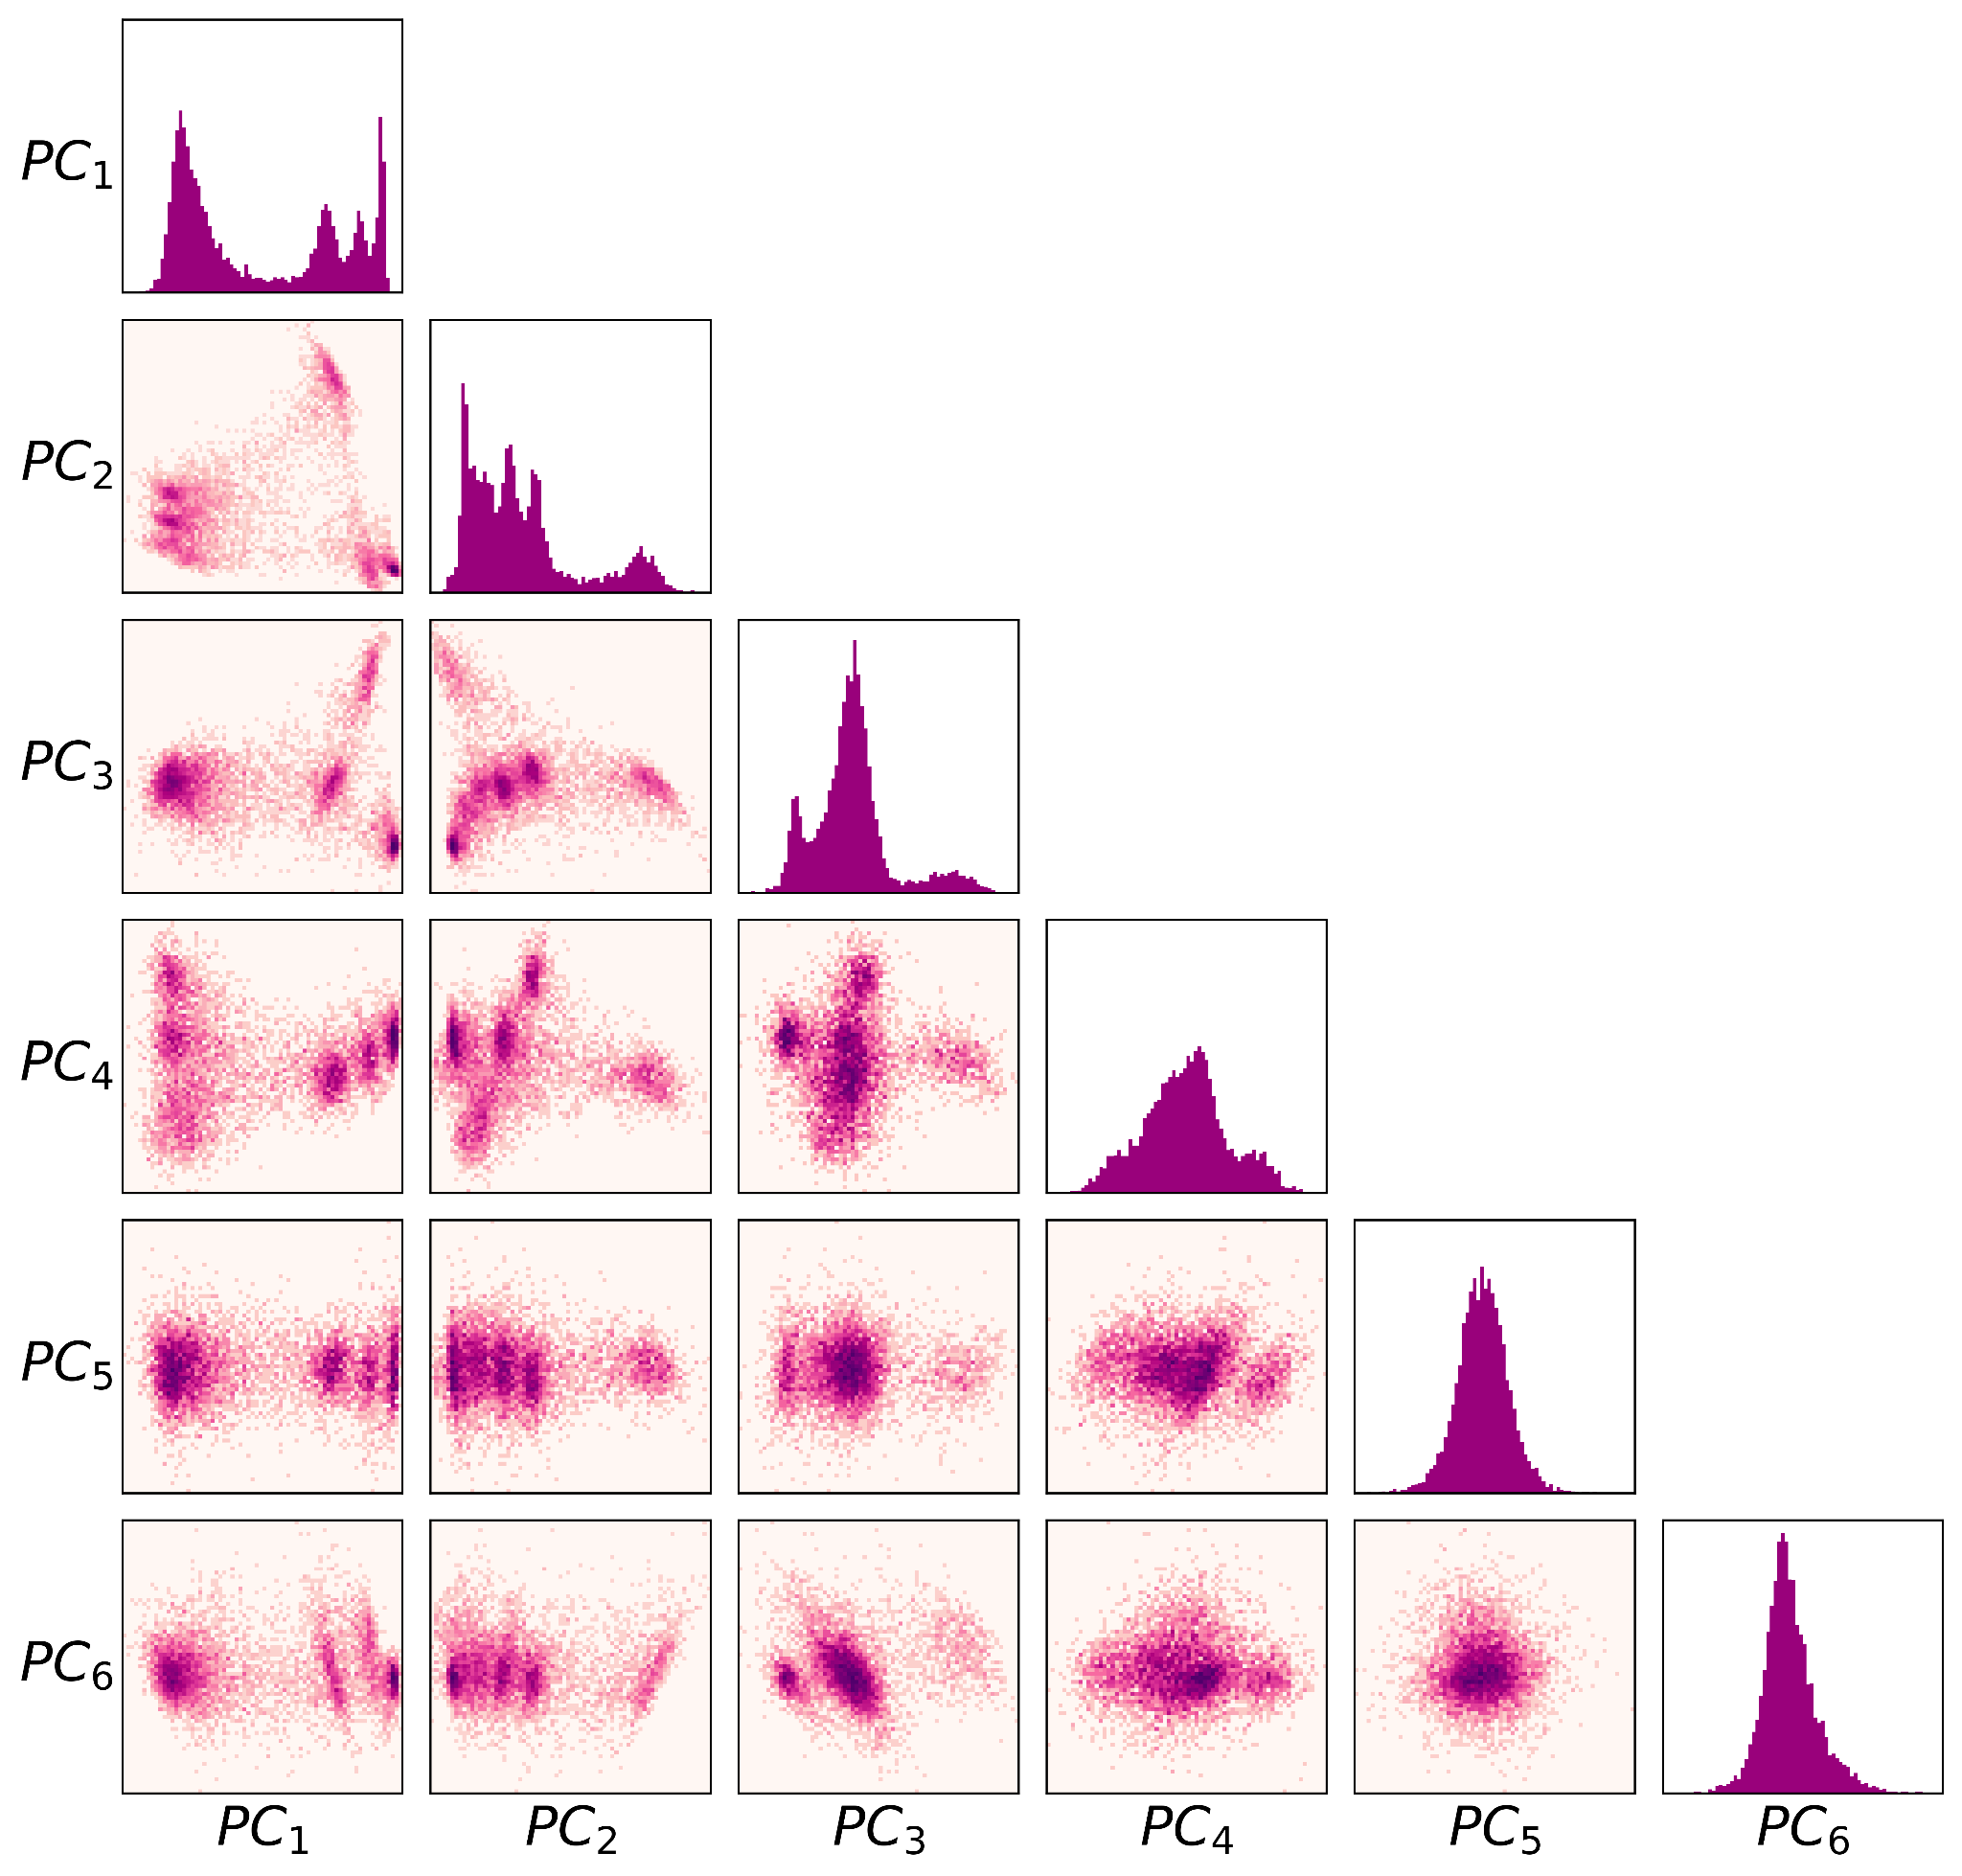 PC₁
PC₂
PC₃
PC₄
PC₅
PC₆
PC₁ PC₂ PC₃ PC₄ PC₅ PC₆